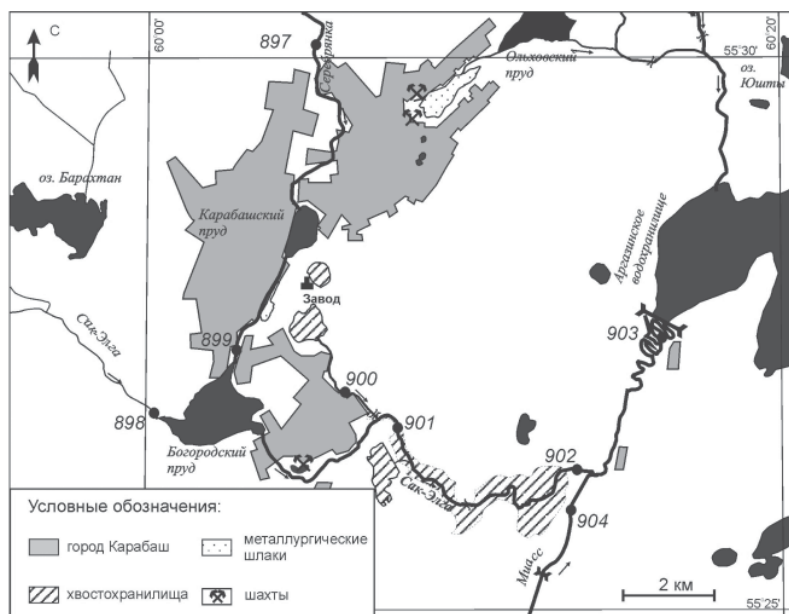 С
60°00'
60°20'
55°30'
897
Серебрянка
Ольховский
пруд
оз.
Юшты
оз. Барахтан
Карабашский
пруд
Аргазинское
водохранилище
Завод
Сак-Элга
899
903
900
898
901
Богородский
пруд
902
Сак-Элга
904
Миасс
Условные обозначения:
город Карабаш
металлургические
шлаки
хвостохранилища
шахты
2 км
55°25'